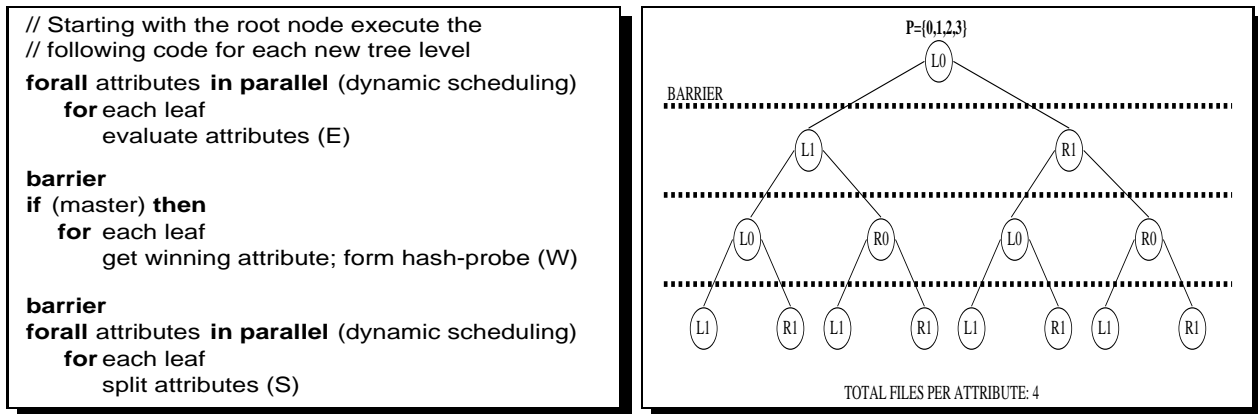 // Starting with the root node execute the
// following code for each new tree level
forall attributes in parallel (dynamic scheduling)
for each leaf
evaluate attributes (E)
barrier
if (master) then
for each leaf
get winning attribute; form hash-probe (W)
barrier
forall attributes in parallel (dynamic scheduling)
for each leaf
split attributes (S)
P={0,1,2,3}
L0
BARRIER
L1 R1
L0 R0 L0 R0
L1 R1 L1 R1 L1 R1 L1 R1
TOTAL FILES PER ATTRIBUTE: 4